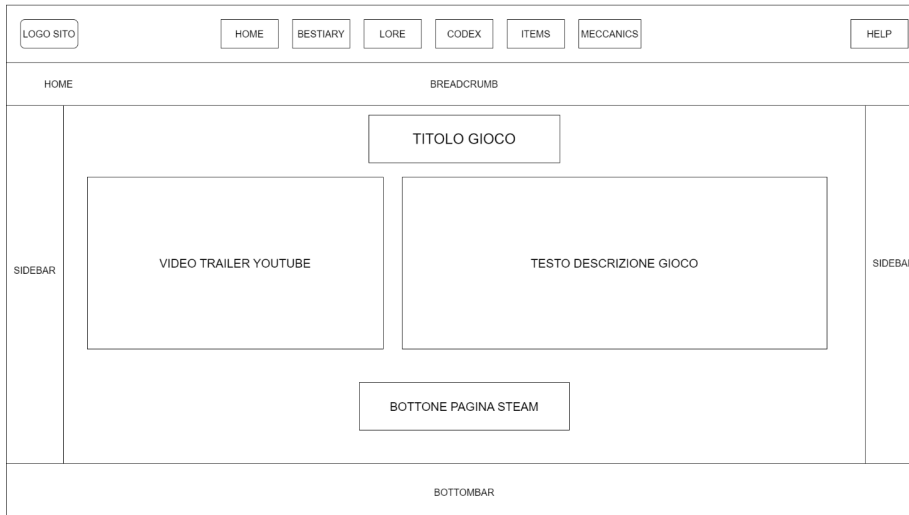 LOGO SITO
HOME
BESTIARY
LORE
CODEX
ITEMS
MECCANICS
HELP
HOME
BREADCRUMB
TITOLO GIOCO
SIDEBAR
VIDEO TRAILER YOUTUBE
TESTO DESCRIZIONE GIOCO
SIDEBAR
BOTTONE PAGINA STEAM
BOTTOMBAR